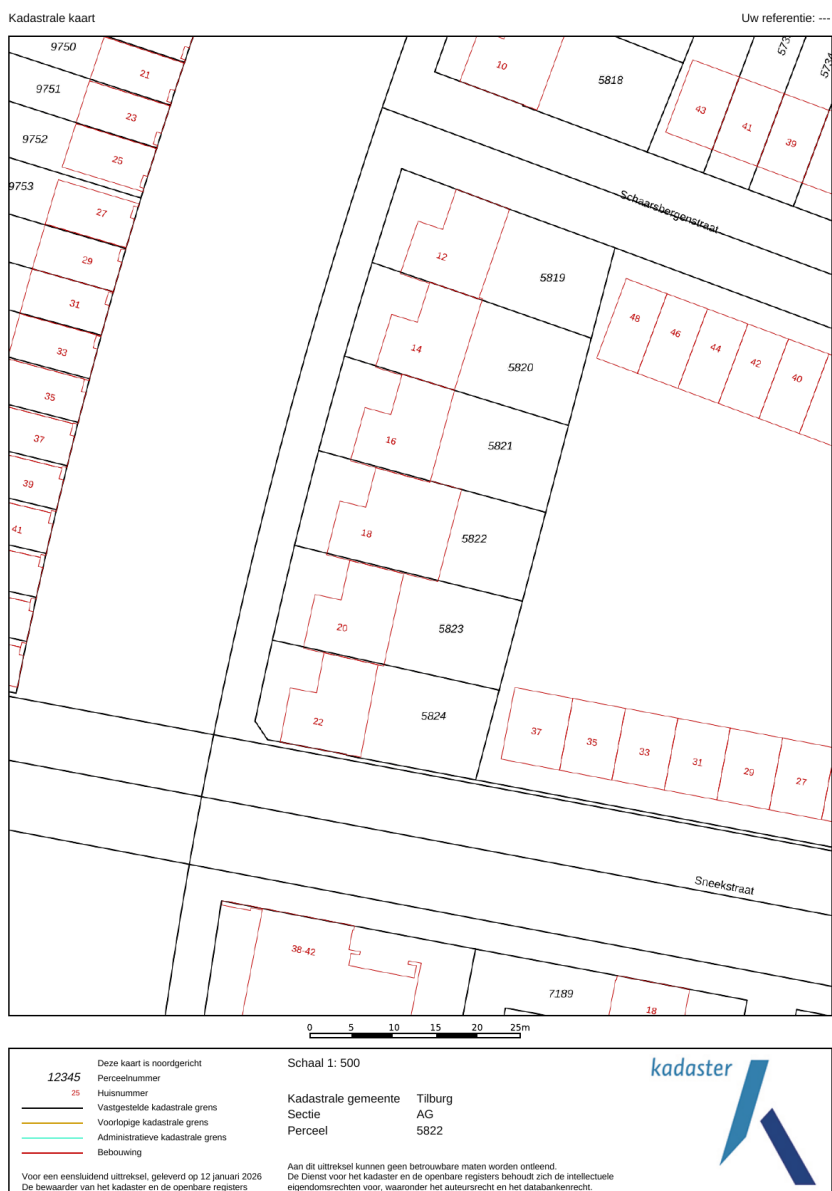 Kadastrale kaart
Uw referentie: ---
9750
21
10
5818
9751
23
43
41
39
9752
25
9753
27
Schaarsbergenstraat
29
12
5819
31
48
46
44
42
40
33
14
5820
35
37
16
5821
39
41
18
5822
20
5823
22
5824
37
35
33
31
29
27
Sneekstraat
38-42
7189
18
0 5 10 15 20 25m
Deze kaart is noordgericht
12345 Perceelnummer
25 Huisnummer
Vastgestelde kadastrale grens
Voorlopige kadastrale grens
Administratieve kadastrale grens
Bebouwing
Voor een eensluidend uittreksel, geleverd op 12 januari 2026
De bewaarder van het kadaster en de openbare registers
Schaal 1: 500
Kadastrale gemeente Tilburg
Sectie AG
Perceel 5822
Aan dit uittreksel kunnen geen betrouwbare maten worden ontleend.
De Dienst voor het kadaster en de openbare registers behoudt zich de intellectuele
eigendomsrechten voor, waaronder het auteursrecht en het databankenrecht.
kadaster